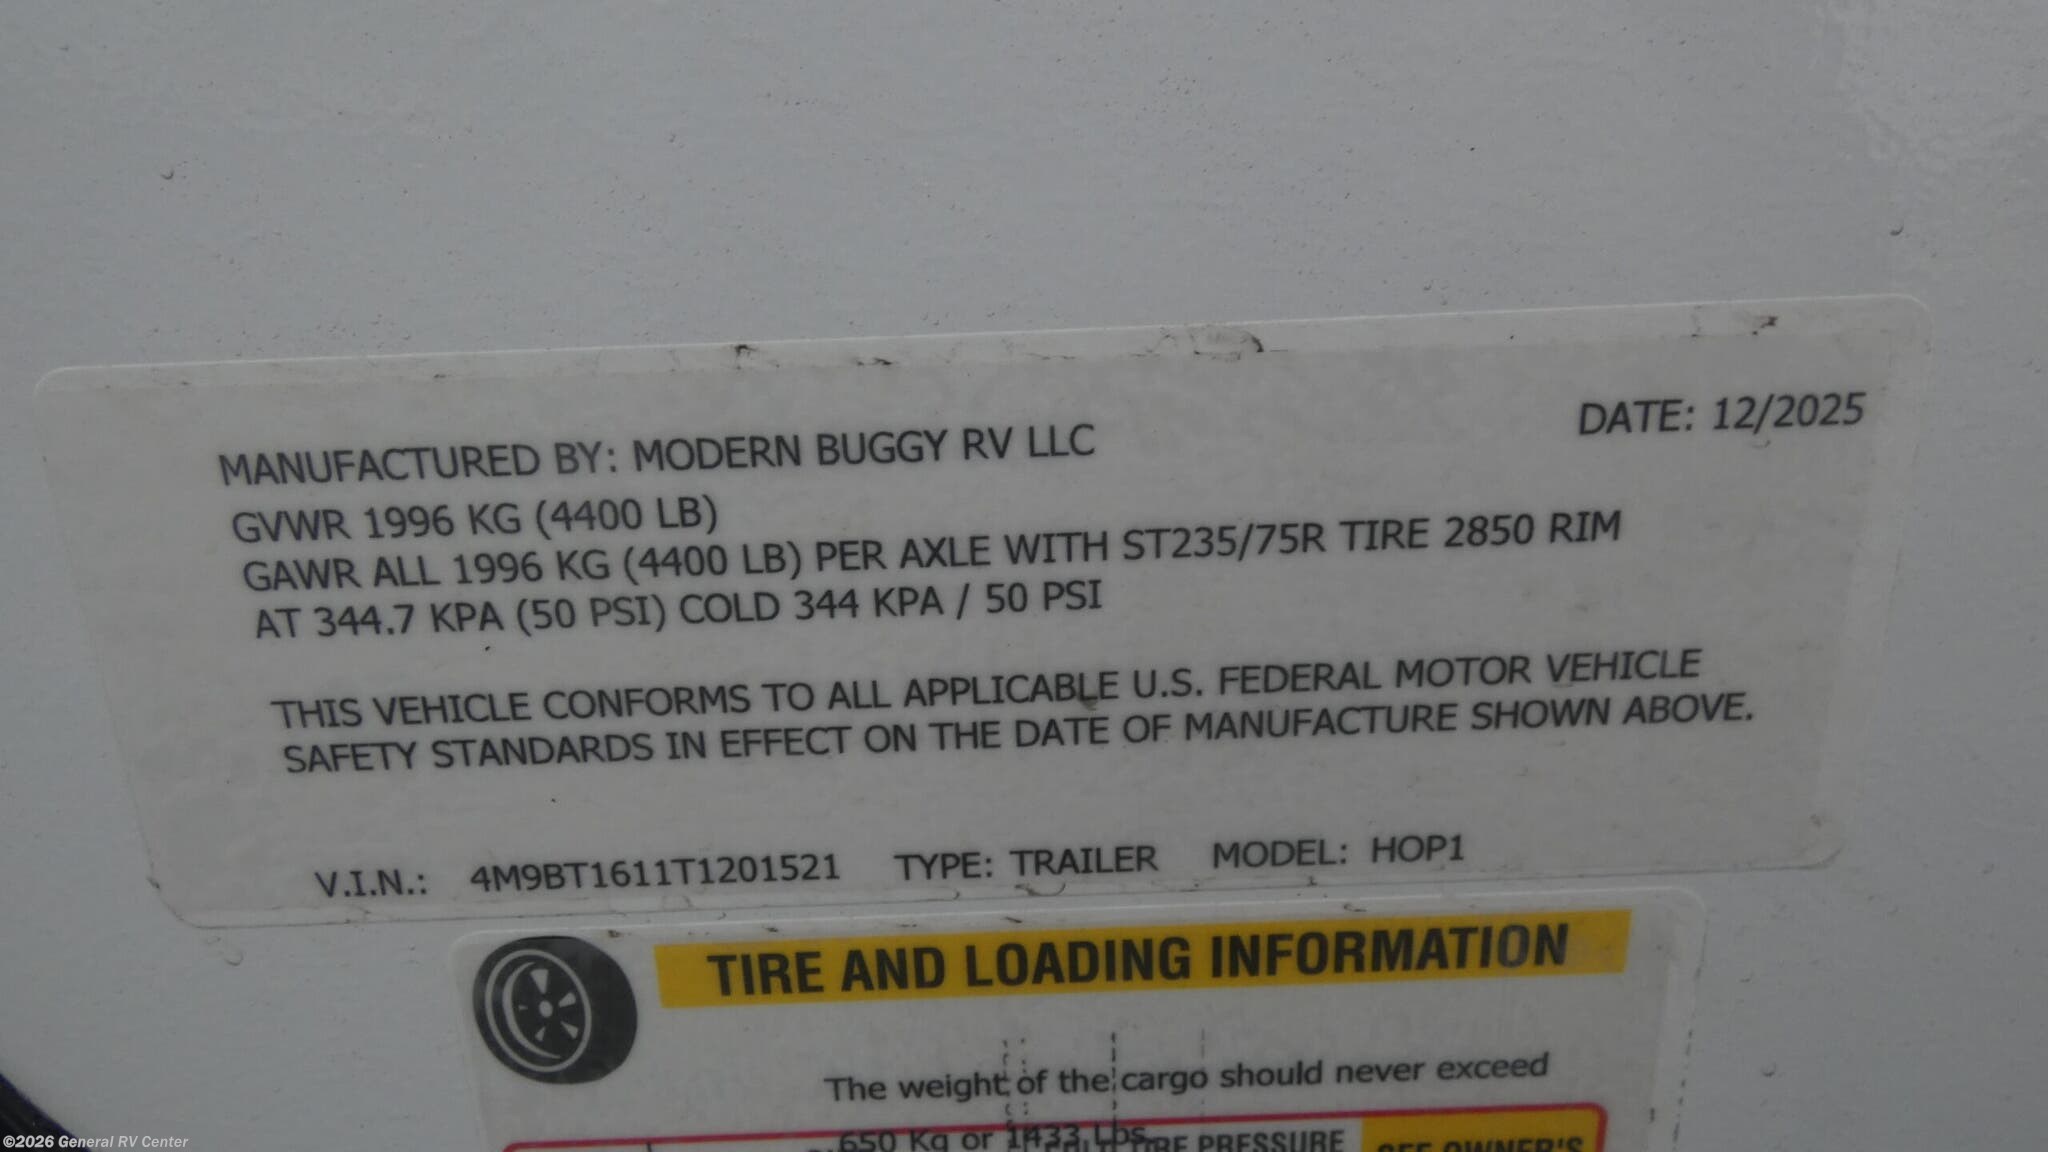 MANUFACTURED BY: MODERN BUGGY RV LLC DATE: 12/2025
GVWR 1996 KG (4400 LB)
GAWR ALL 1996 KG (4400 LB) PER AXLE WITH ST235/75R TIRE 2850 RIM
AT 344.7 KPA (50 PSI) COLD 344 KPA / 50 PSI
THIS VEHICLE CONFORMS TO ALL APPLICABLE U.S. FEDERAL MOTOR VEHICLE
SAFETY STANDARDS IN EFFECT ON THE DATE OF MANUFACTURE SHOWN ABOVE.
V.I.N.: 4M9BT1611T1201521 TYPE: TRAILER MODEL: HOP1
TIRE AND LOADING INFORMATION
The weight of the cargo should never exceed
650 Kg or 1433 Lbs.
PRESSURE
SEE OWNER'S
©2026 General RV Center